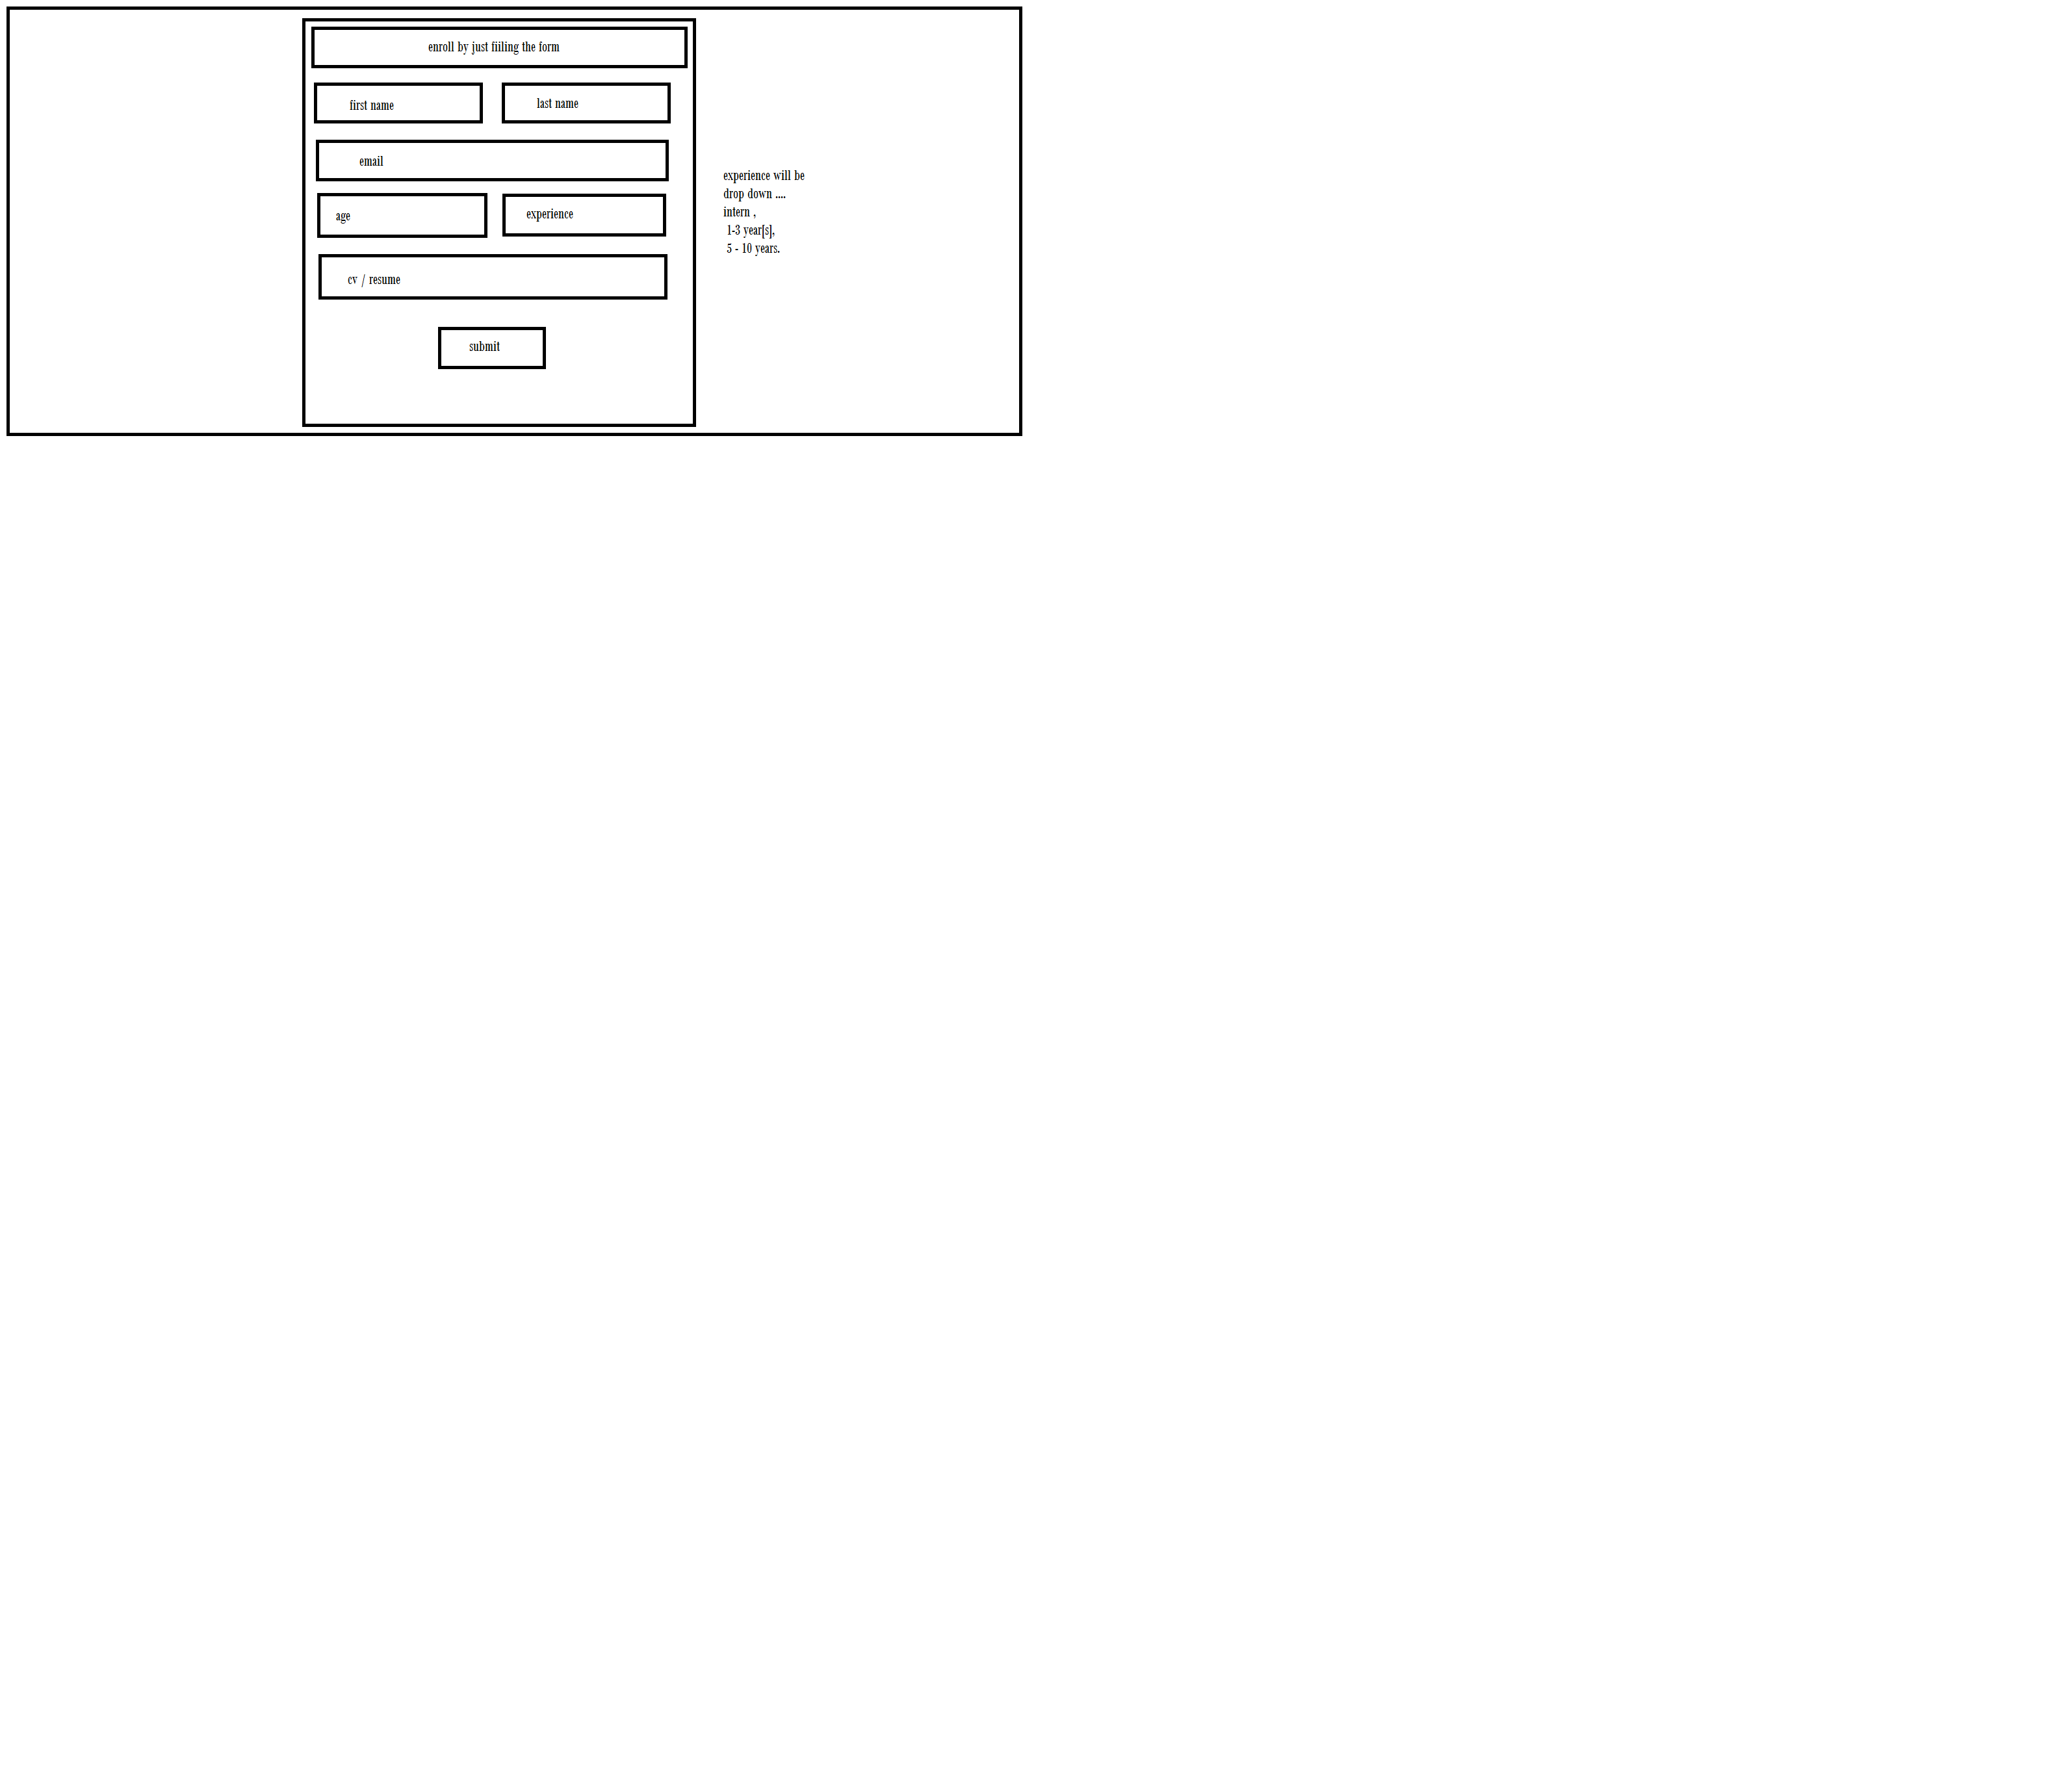 enroll by just fiiling the form
first name
last name
email
age
experience
cv / resume
submit
experience will be
drop down ....
intern ,
1-3 year[s],
5 - 10 years.